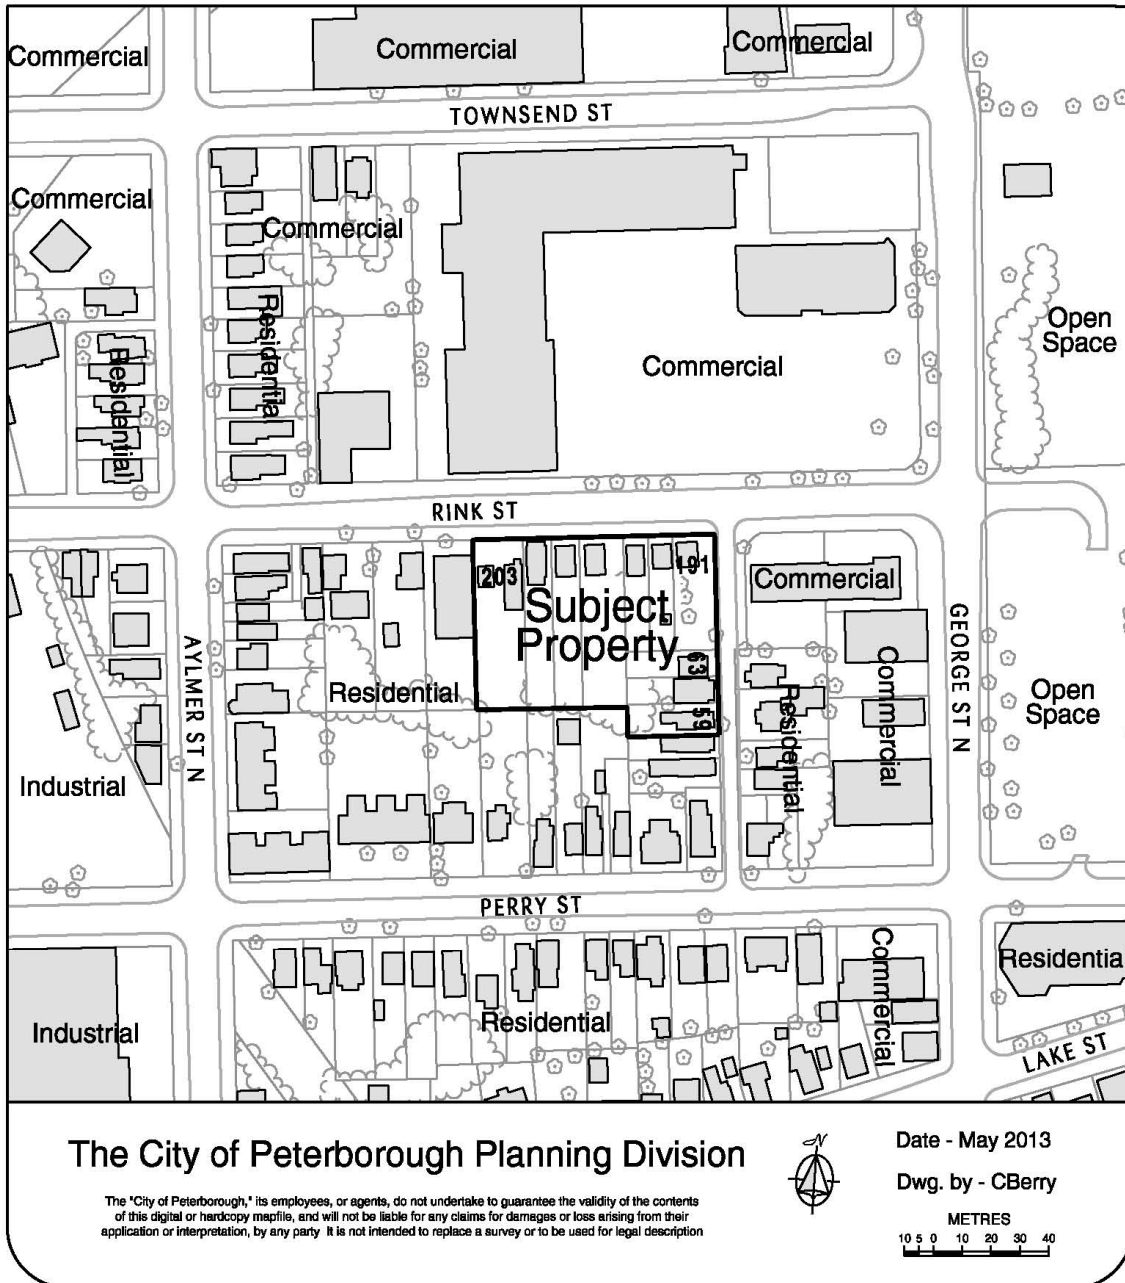 Commercial
Commercial
Commercial
TOWNSEND ST
Commercial
Commercial
Residential
Residential
Commercial
Open
Space
RINK ST
203
191
Subject
Property
63
59
Commercial
AYLMER ST N
Residential
Residential
Commercial
GEORGE ST N
Open
Space
Industrial
PERRY ST
Industrial
Residential
Commercial
Residentia
LAKE ST
The City of Peterborough Planning Division
The "City of Peterborough," its employees, or agents, do not undertake to guarantee the validity of the contents
of this digital or hardcopy mapfile, and will not be liable for any claims for damages or loss arising from their
application or interpretation, by any party It is not intended to replace a survey or to be used for legal description
N
Date - May 2013
Dwg. by - CBerry
METRES
10 5 0 10 20 30 40